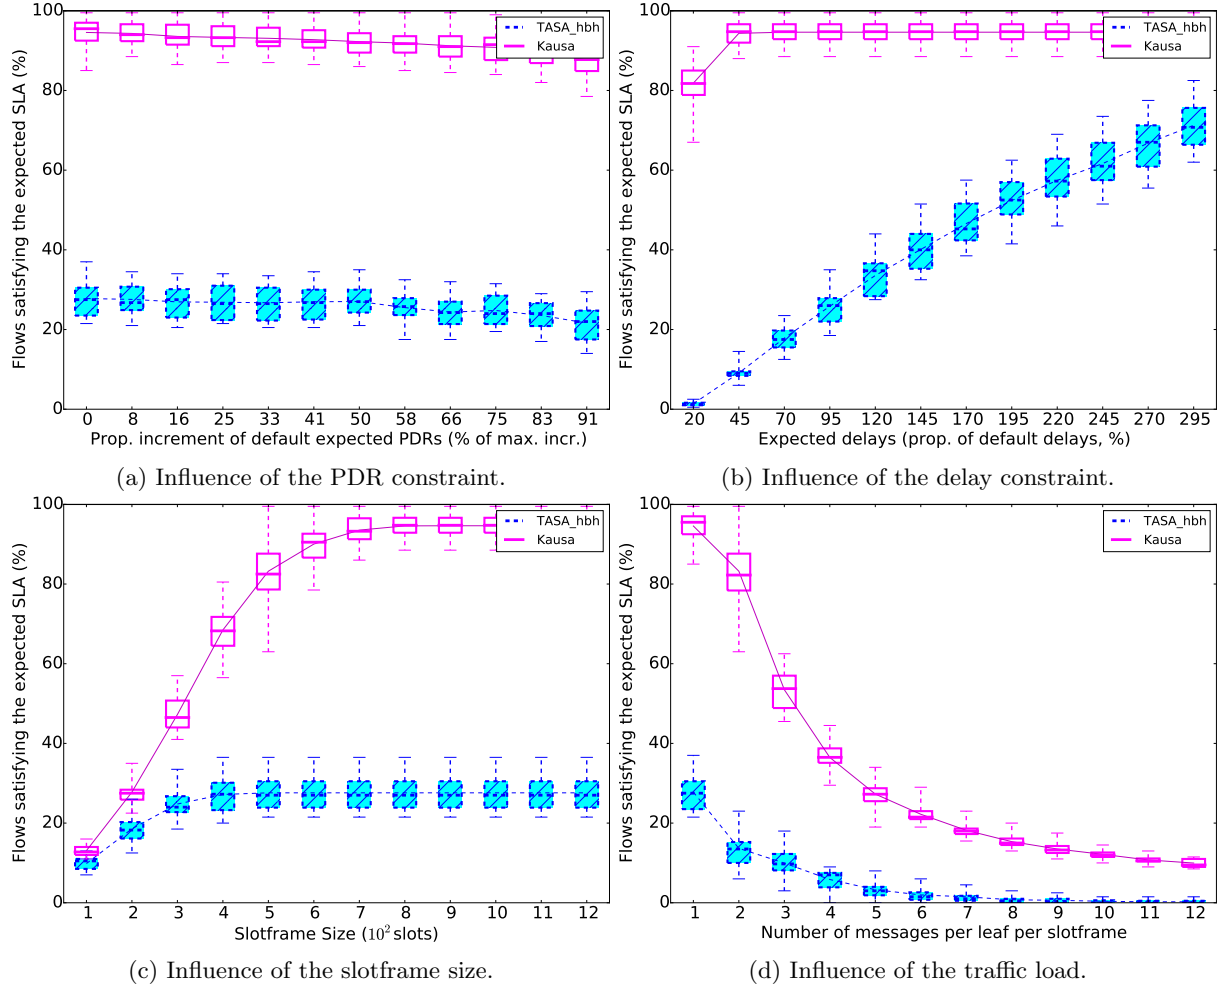 Flows satisfying the expected SLA (%)
100
80
60
40
20
0
TASA_hbh
Kausa
0 8 16 25 33 41 50 58 66 75 83 91
Prop. increment of default expected PDRs (% of max. incr.)
(a) Influence of the PDR constraint.
Flows satisfying the expected SLA (%)
100
80
60
40
20
0
TASA_hbh
Kausa
20 45 70 95 120 145 170 195 220 245 270 295
Expected delays (prop. of default delays, %)
(b) Influence of the delay constraint.
Flows satisfying the expected SLA (%)
100
80
60
40
20
0
TASA_hbh
Kausa
1 2 3 4 5 6 7 8 9 10 11 12
Slotframe Size (10² slots)
(c) Influence of the slotframe size.
Flows satisfying the expected SLA (%)
100
80
60
40
20
0
TASA_hbh
Kausa
1 2 3 4 5 6 7 8 9 10 11 12
Number of messages per leaf per slotframe
(d) Influence of the traffic load.